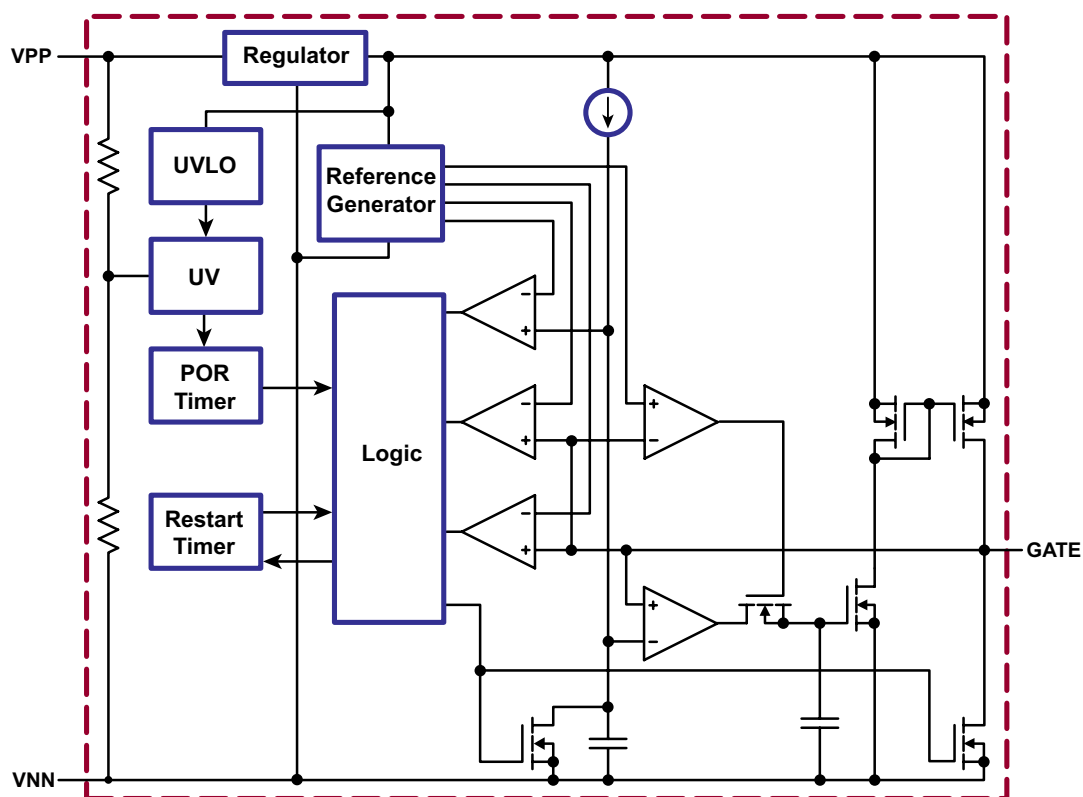 VPP
Regulator
UVLO
Reference
Generator
UV
−
+
POR
Timer
−
+
+
−
Logic
Restart
Timer
−
+
GATE
+
−
VNN